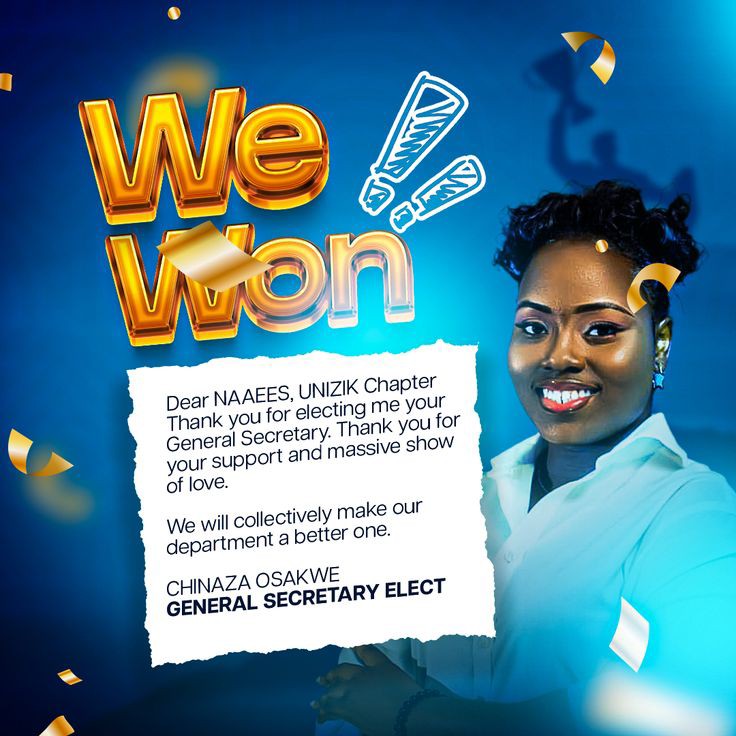 We
Won
Dear NAAEES, UNIZIK Chapter
Thank you for electing me your
General Secretary. Thank you for
your support and massive show
of love.
We will collectively make our
department a better one.
CHINAZA OSAKWE
GENERAL SECRETARY ELECT